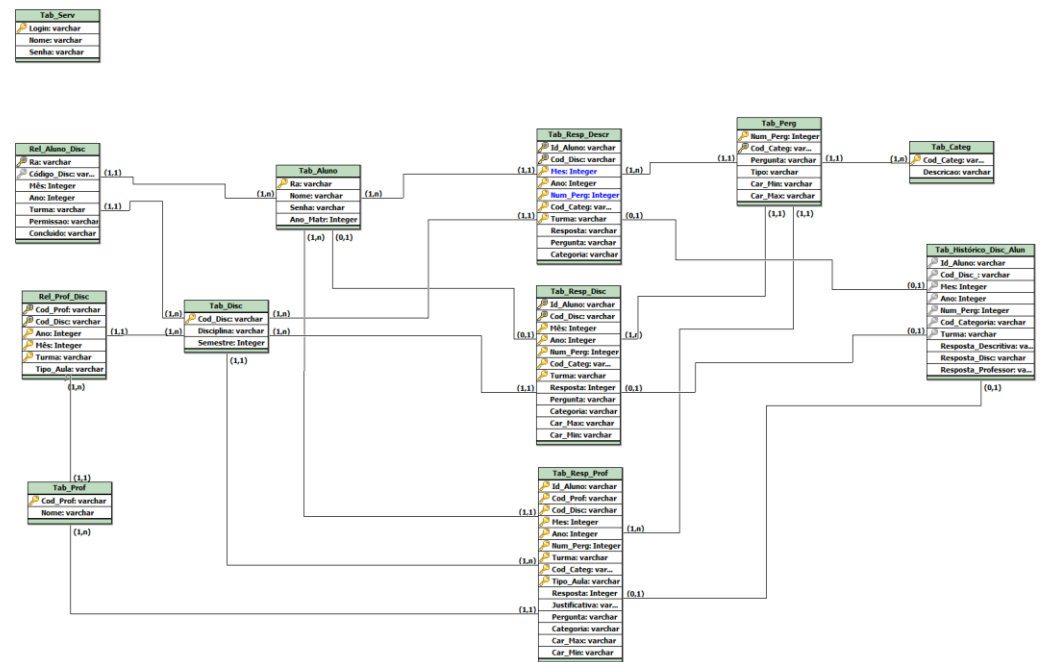 Tab_Serv
Login: varchar
Nome: varchar
Senha: varchar
Rel_Aluno_Disc
Ra: varchar
Código_Disc: va...
Mês: Integer
Ano: Integer
Turma: varchar
Permissao: varchar
Concluido: varchar
(1,1)
(1,1)
Tab_Aluno
Ra: varchar
Nome: varchar
Senha: varchar
Ano_Matr: Integer
(1,n)
(1,n)
(1,n)
(0,1)
Tab_Resp_Descr
Id_Aluno: varchar
Cod_Disc: varchar
Mes: Integer
Ano: Integer
Num_Perg: Integer
Cod_Categ: var...
Turma: varchar
Resposta: varchar
Pergunta: varchar
Categoria: varchar
(1,1)
(1,n)
(1,1)
(0,1)
Tab_Perg
Num_Perg: Integer
Cod_Categ: var...
Pergunta: varchar
Tipo: varchar
Car_Min: varchar
Car_Max: varchar
(1,1)
(1,1)
(1,1)
(1,1)
Tab_Categ
Cod_Categ: var...
Descricao: varchar
(1,n)
Tab_Histórico_Disc_Alun
Id_Aluno: varchar
Cod_Disc_: varchar
Mes: Integer
Ano: Integer
Num_Perg: Integer
Cod_Categoria: varchar
Turma: varchar
Resposta_Descritiva: va...
Resposta_Disc: varchar
Resposta_Professor: va...
(0,1)
(0,1)
(0,1)
Rel_Prof_Disc
Cod_Prof: varchar
Cod_Disc: varchar
Ano: Integer
Mês: Integer
Turma: varchar
Tipo_Aula: varchar
(1,1)
(1,n)
Tab_Disc
Cod_Disc: varchar
Disciplina: varchar
Semestre: Integer
(1,n)
(1,n)
(1,n)
(1,n)
(1,1)
Tab_Resp_Disc
Id_Aluno: varchar
Cod_Disc: varchar
Mês: Integer
Ano: Integer
Num_Perg: Integer
Cod_Categ: var...
Turma: varchar
Resposta: Integer
Pergunta: varchar
Categoria: varchar
Car_Max: varchar
Car_Min: varchar
(0,1)
(1,n)
(1,1)
(0,1)
Tab_Prof
Cod_Prof: varchar
Nome: varchar
(1,1)
(1,n)
Tab_Resp_Prof
Id_Aluno: varchar
Cod_Prof: varchar
Cod_Disc: varchar
Mes: Integer
Ano: Integer
Num_Perg: Integer
Turma: varchar
Cod_Categ: var...
Tipo_Aula: varchar
Resposta: Integer
Justificativa: var...
Pergunta: varchar
Categoria: varchar
Car_Max: varchar
Car_Min: varchar
(1,1)
(1,n)
(1,n)
(1,1)
(0,1)